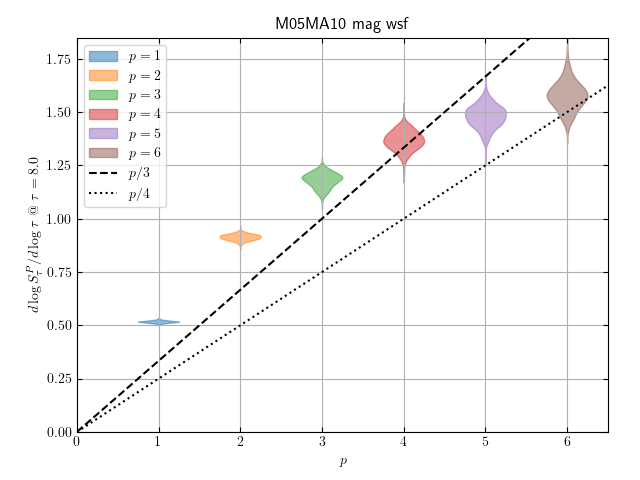 M05MA10 mag wsf
p = 1
p = 2
p = 3
p = 4
p = 5
p = 6
p/3
p/4
d log S_τ^P / d log τ @ τ = 8.0
1.75
1.50
1.25
1.00
0.75
0.50
0.25
0.00
0 1 2 3 4 5 6
p